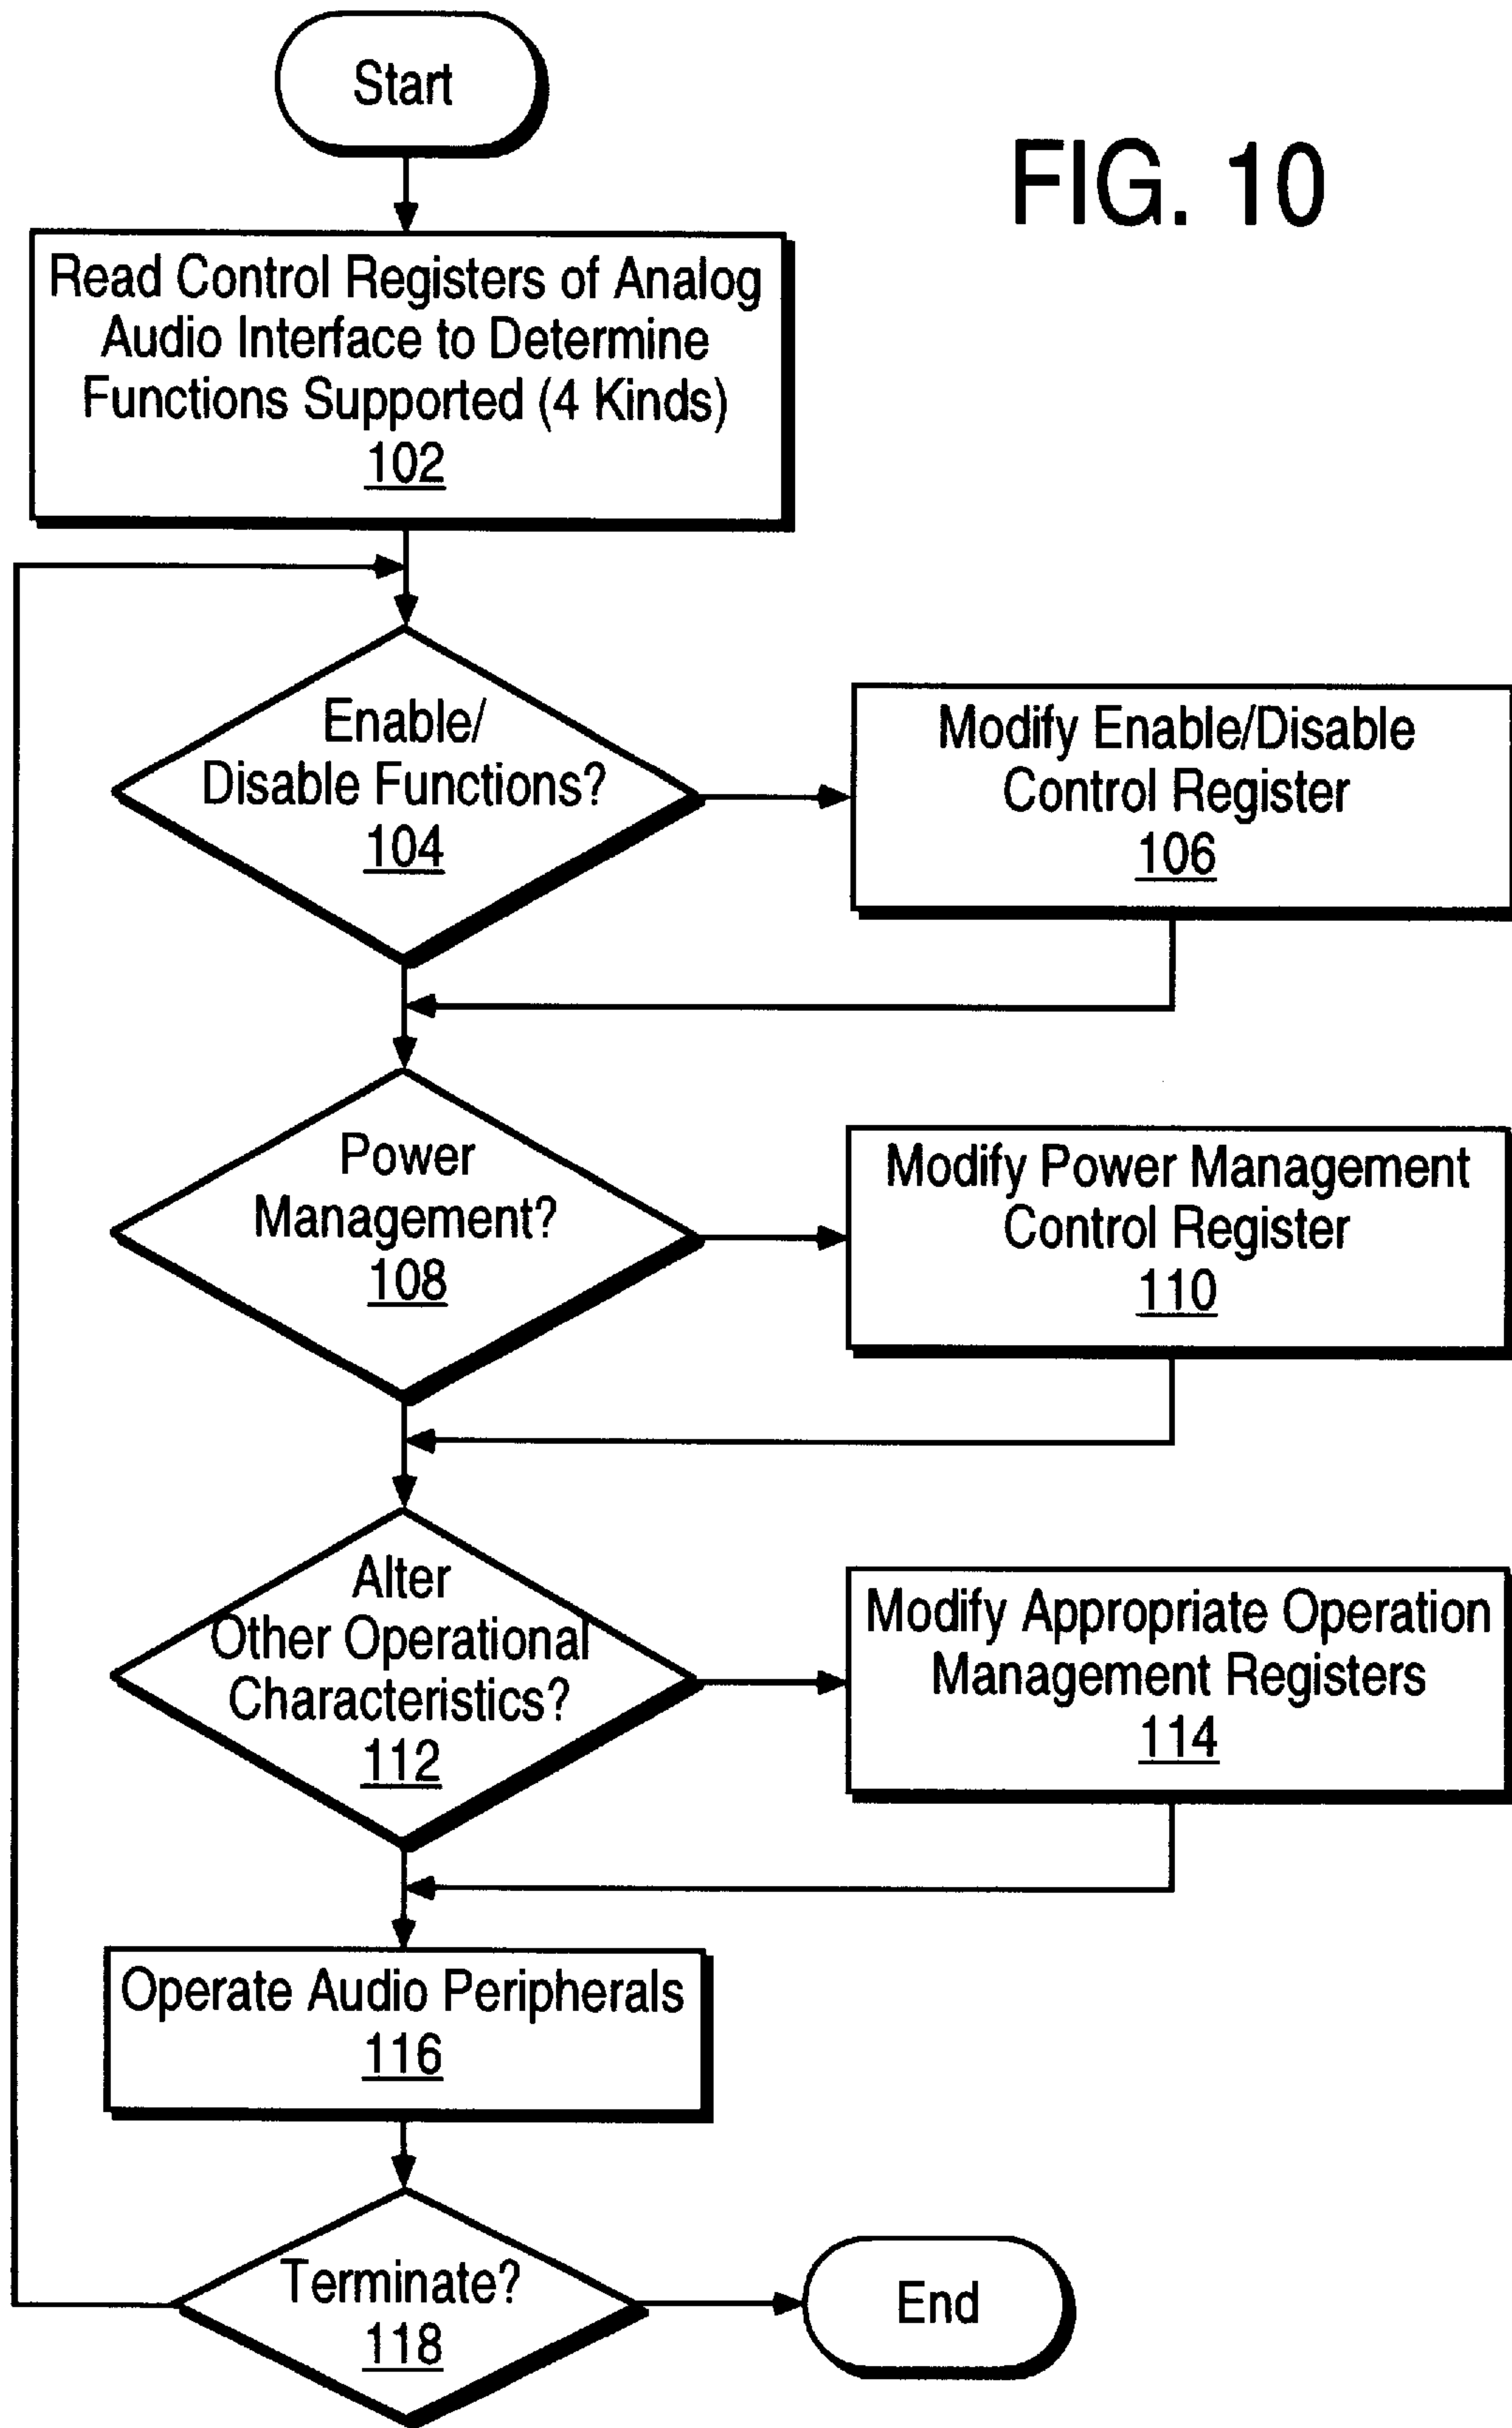 Start
FIG. 10
Read Control Registers of Analog
Audio Interface to Determine
Functions Supported (4 Kinds)
102
Enable/
Disable Functions?
104
Modify Enable/Disable
Control Register
106
Power
Management?
108
Modify Power Management
Control Register
110
Alter
Other Operational
Characteristics?
112
Modify Appropriate Operation
Management Registers
114
Operate Audio Peripherals
116
Terminate?
118
End